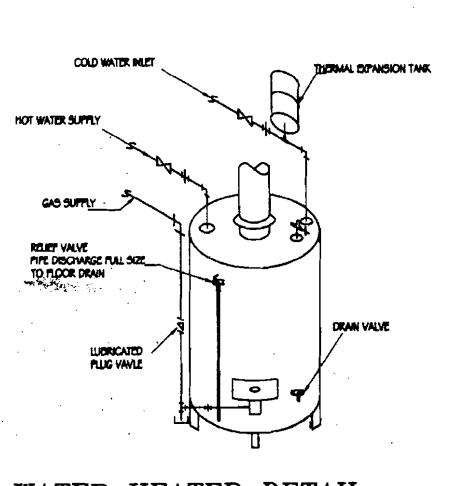 COLD WATER INLET
THERMAL EXPANSION TANK
HOT WATER SUPPLY
GAS SUPPLY
RELIEF VALVE
PIPE DISCHARGE FULL SIZE
TO FLOOR DRAIN
DRAIN VALVE
LUBRICATED
PLUG VAVLE
WATER HEATER DETAIL